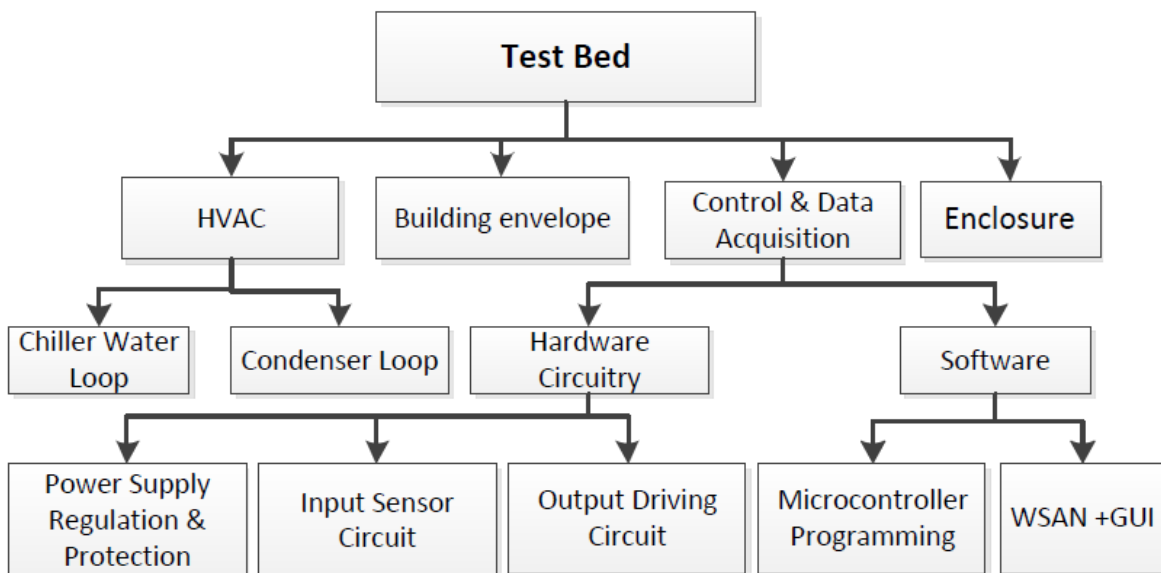 Test Bed
HVAC
Building envelope
Control & Data
Acquisition
Enclosure
Chiller Water
Loop
Condenser Loop
Hardware
Circuitry
Software
Power Supply
Regulation &
Protection
Input Sensor
Circuit
Output Driving
Circuit
Microcontroller
Programming
WSAN +GUI